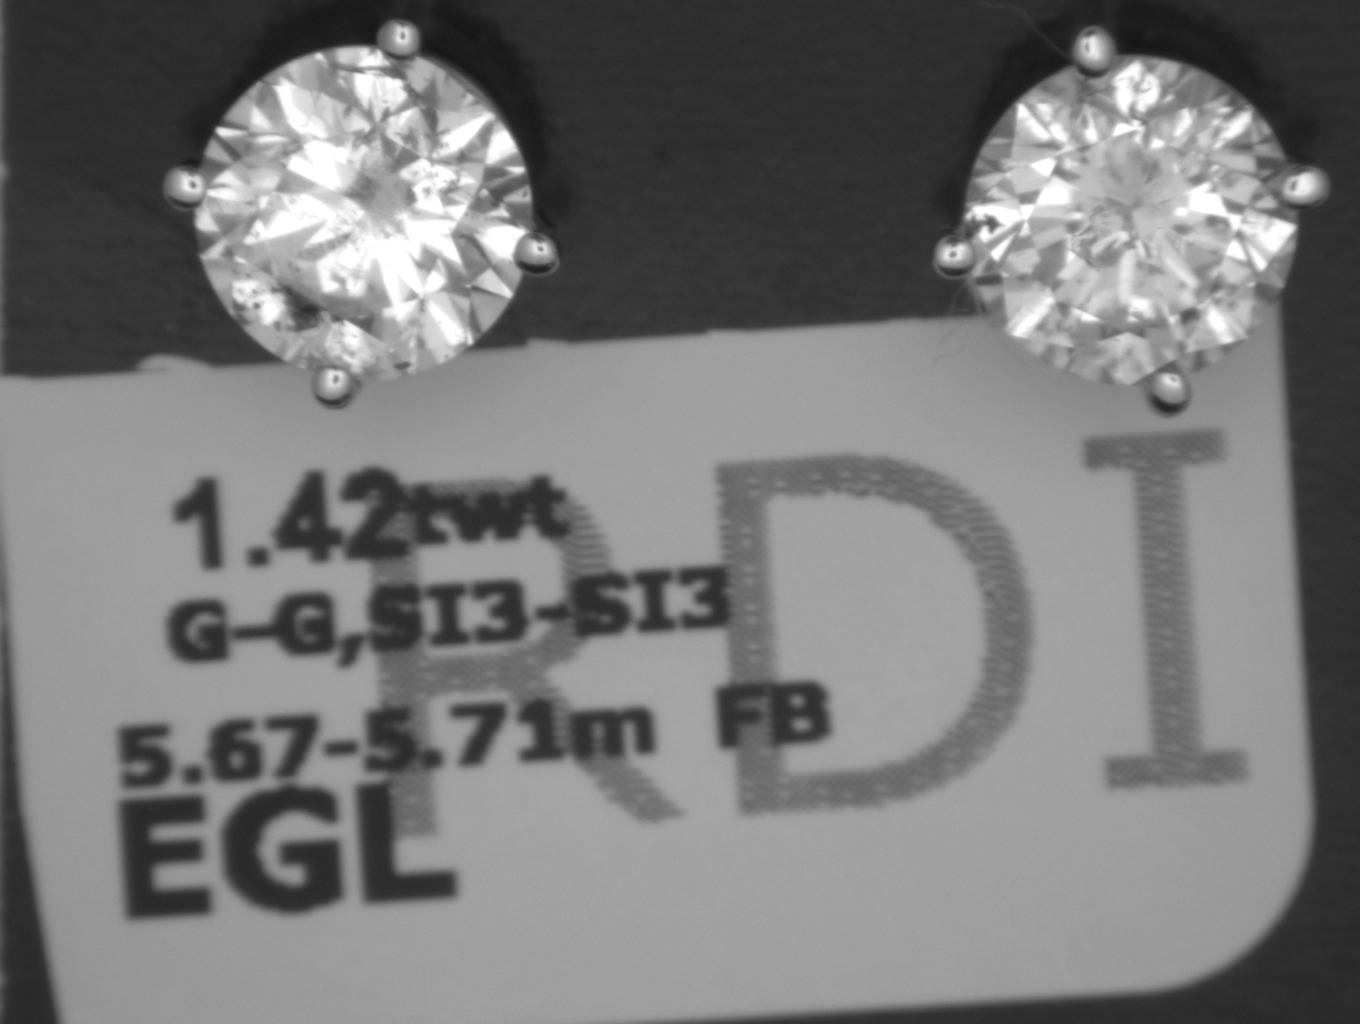 1.42twt
G-G,SI3-SI3
5.67-5.71m FB
EGL
RDI